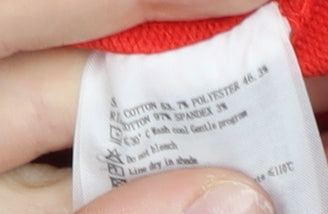 COTTON 53.7% POLYESTER 46.3%
COTTON 97% SPANDEX 3%
≤30° C Wash cool Gentle program
Do not bleach
Line dry in shade
≤110℃